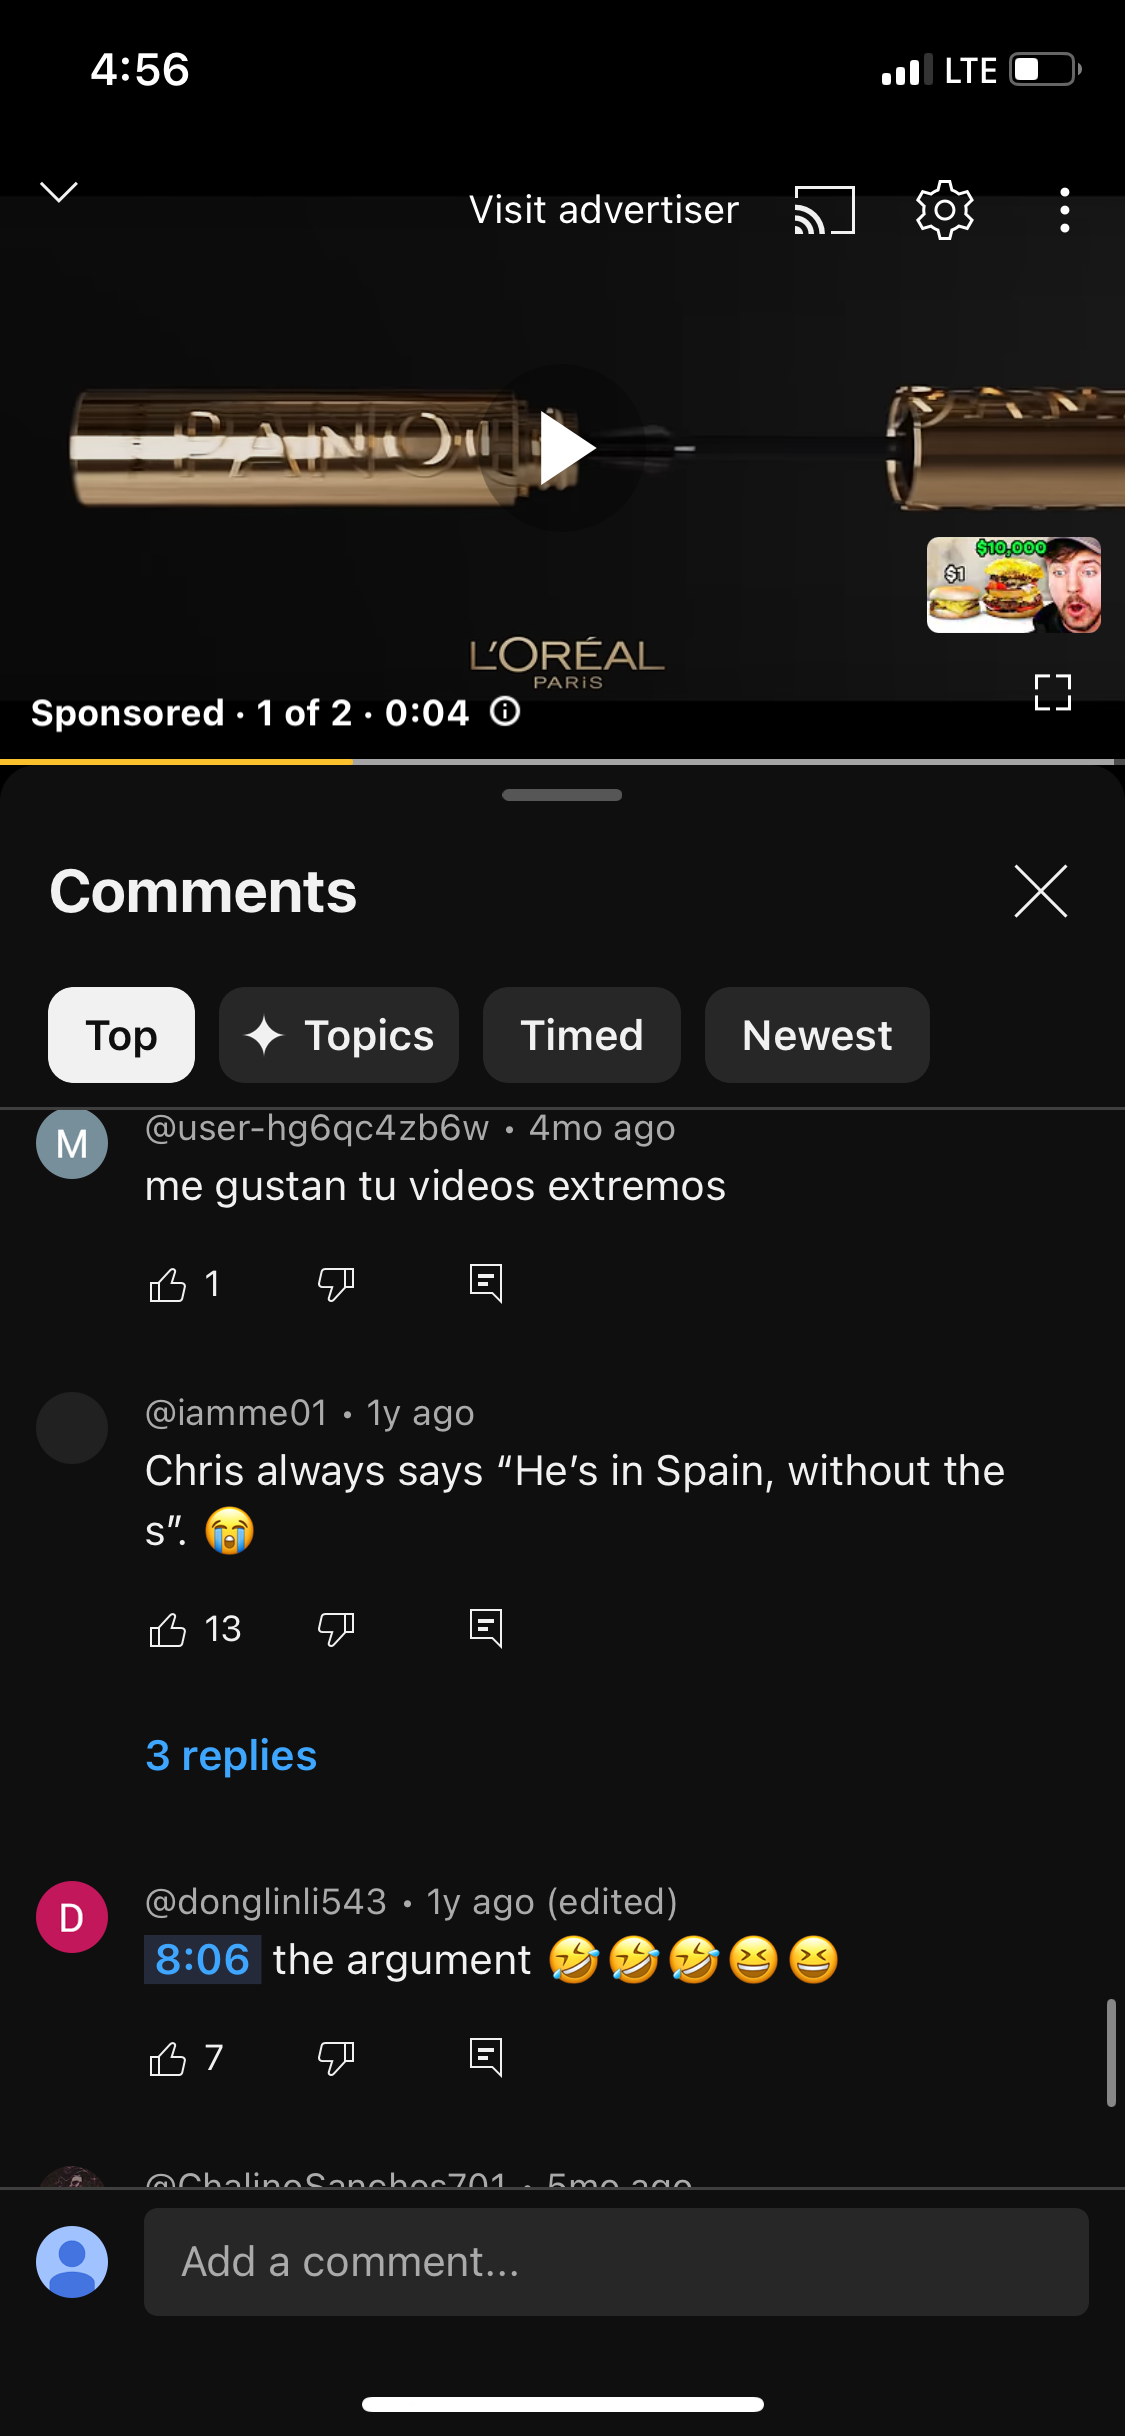 4:56
LTE
Visit advertiser
PANO
$10,000
$1
L'ORÉAL
PARIS
Sponsored · 1 of 2 · 0:04
Comments
Top
Topics
Timed
Newest
M
@user-hg6qc4zb6w · 4mo ago
me gustan tu videos extremos
1
@iamme01 · 1y ago
Chris always says “He’s in Spain, without the
s”. 😭
13
3 replies
D
@donglinli543 · 1y ago (edited)
8:06 the argument 🤣🤣🤣😆😆
7
@ChalinoSanchos701 · 5mo ago
Add a comment...